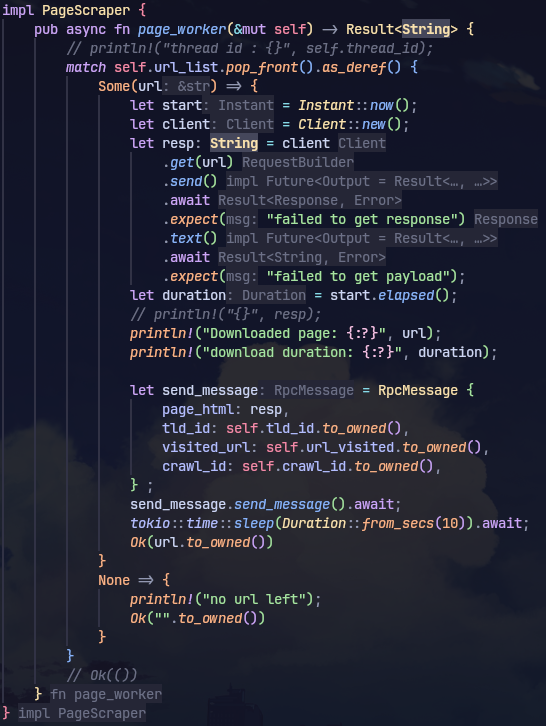 impl PageScraper {
    pub async fn page_worker(&mut self) -> Result<String> {
        // println!("thread id : {}", self.thread_id);
        match self.url_list.pop_front().as_deref() {
            Some(url: &str) => {
                let start: Instant = Instant::now();
                let client: Client = Client::new();
                let resp: String = client Client
                    .get(url) RequestBuilder
                    .send() impl Future<Output = Result<…, …>>
                    .await Result<Response, Error>
                    .expect(msg: "failed to get response") Response
                    .text() impl Future<Output = Result<…, …>>
                    .await Result<String, Error>
                    .expect(msg: "failed to get payload");
                let duration: Duration = start.elapsed();
                // println!("{}", resp);
                println!("Downloaded page: {:?}", url);
                println!("download duration: {:?}", duration);

                let send_message: RpcMessage = RpcMessage {
                    page_html: resp,
                    tld_id: self.tld_id.to_owned(),
                    visited_url: self.url_visited.to_owned(),
                    crawl_id: self.crawl_id.to_owned(),
                } ;
                send_message.send_message().await;
                tokio::time::sleep(Duration::from_secs(10)).await;
                Ok(url.to_owned())
            }
            None => {
                println!("no url left");
                Ok("".to_owned())
            }
        }
        // Ok(())
    } fn page_worker
} impl PageScraper